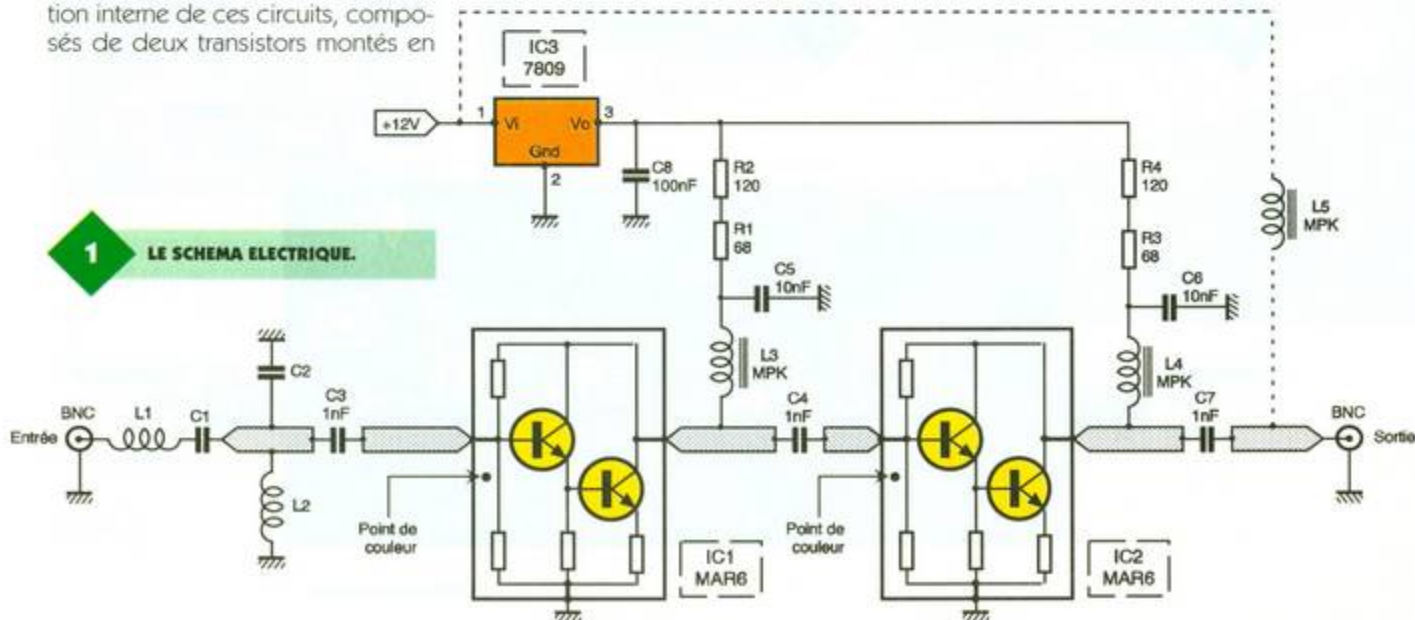 tion interne de ces circuits, compo-
sés de deux transistors montés en
IC3
7809
+12V
1
Vi
Vo
3
Gnd
2
C8
100nF
R2
120
R1
68
C5
10nF
R4
120
R3
68
C6
10nF
L5
MPK
1
LE SCHEMA ELECTRIQUE.
L3
MPK
L4
MPK
C2
BNC
Entrée
L1
C1
C3
1nF
C4
1nF
C7
1nF
BNC
Sortie
L2
Point de
couleur
IC1
MAR6
Point de
couleur
IC2
MAR6